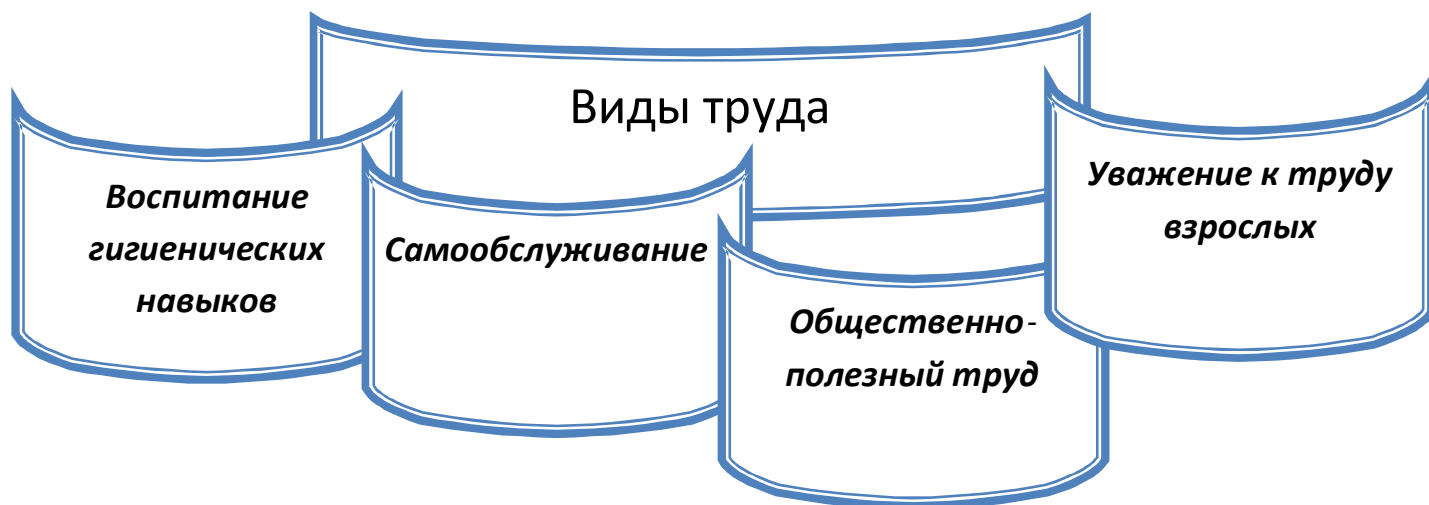 Виды труда
Воспитание
гигиенических
навыков
Самообслуживание
Общественно-
полезный труд
Уважение к труду
взрослых